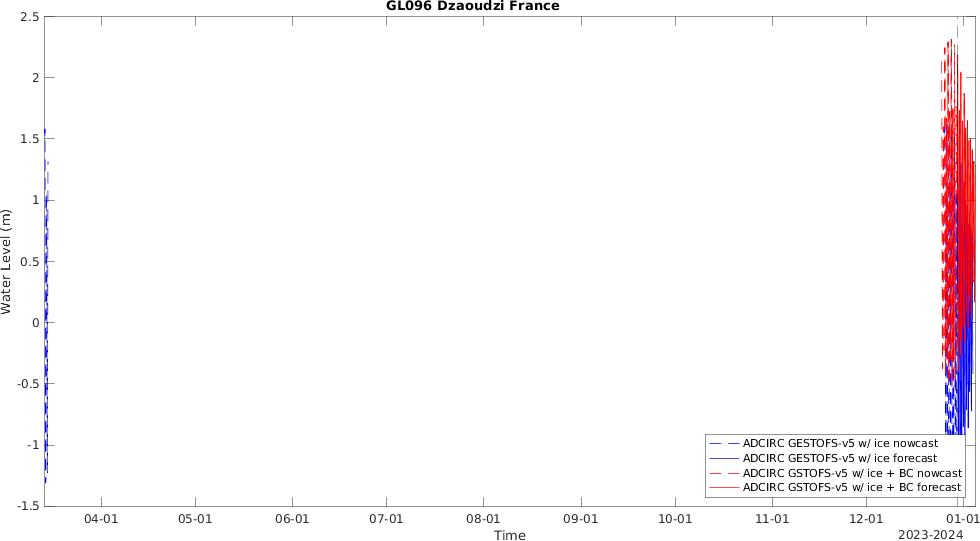 GL096 Dzaoudzi France
2.5
2
1.5
1
0.5
0
-0.5
-1
-1.5
Water Level (m)
ADCIRC GESTOFS-v5 w/ ice nowcast
ADCIRC GESTOFS-v5 w/ ice forecast
ADCIRC GSTOFS-v5 w/ ice + BC nowcast
ADCIRC GSTOFS-v5 w/ ice + BC forecast
04-01 05-01 06-01 07-01 08-01 09-01 10-01 11-01 12-01 01-01
Time
2023-2024